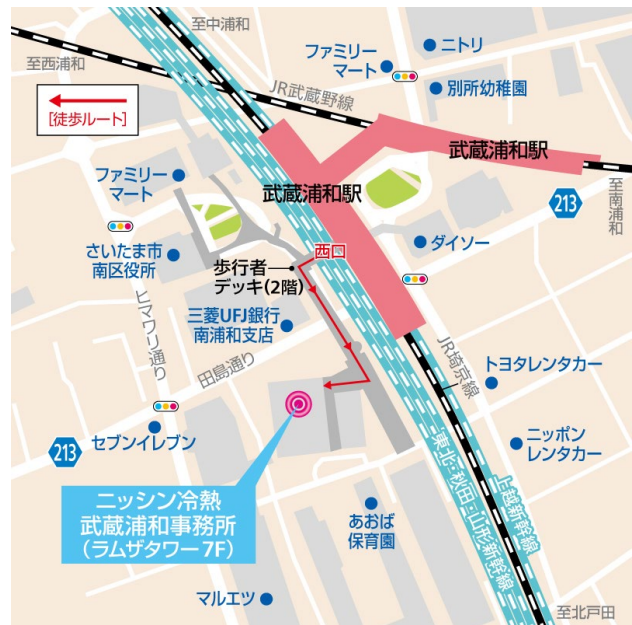 至中浦和
至西浦和
ファミリー
マート
ニトリ
別所幼稚園
JR武蔵野線
[徒歩ルート]
武蔵浦和駅
武蔵浦和駅
ファミリー
マート
至南浦和
213
さいたま市
南区役所
西口
ダイソー
歩行者
デッキ(2階)
三菱UFJ銀行
南浦和支店
ヒマワリ通り
田島通り
JR埼京線
トヨタレンタカー
セブンイレブン
213
ニッポン
レンタカー
ニッシン冷熱
武蔵浦和事務所
(ラムザタワー7F)
東北・秋田・山形新幹線
上越新幹線
あおば
保育園
マルエツ
至北戸田